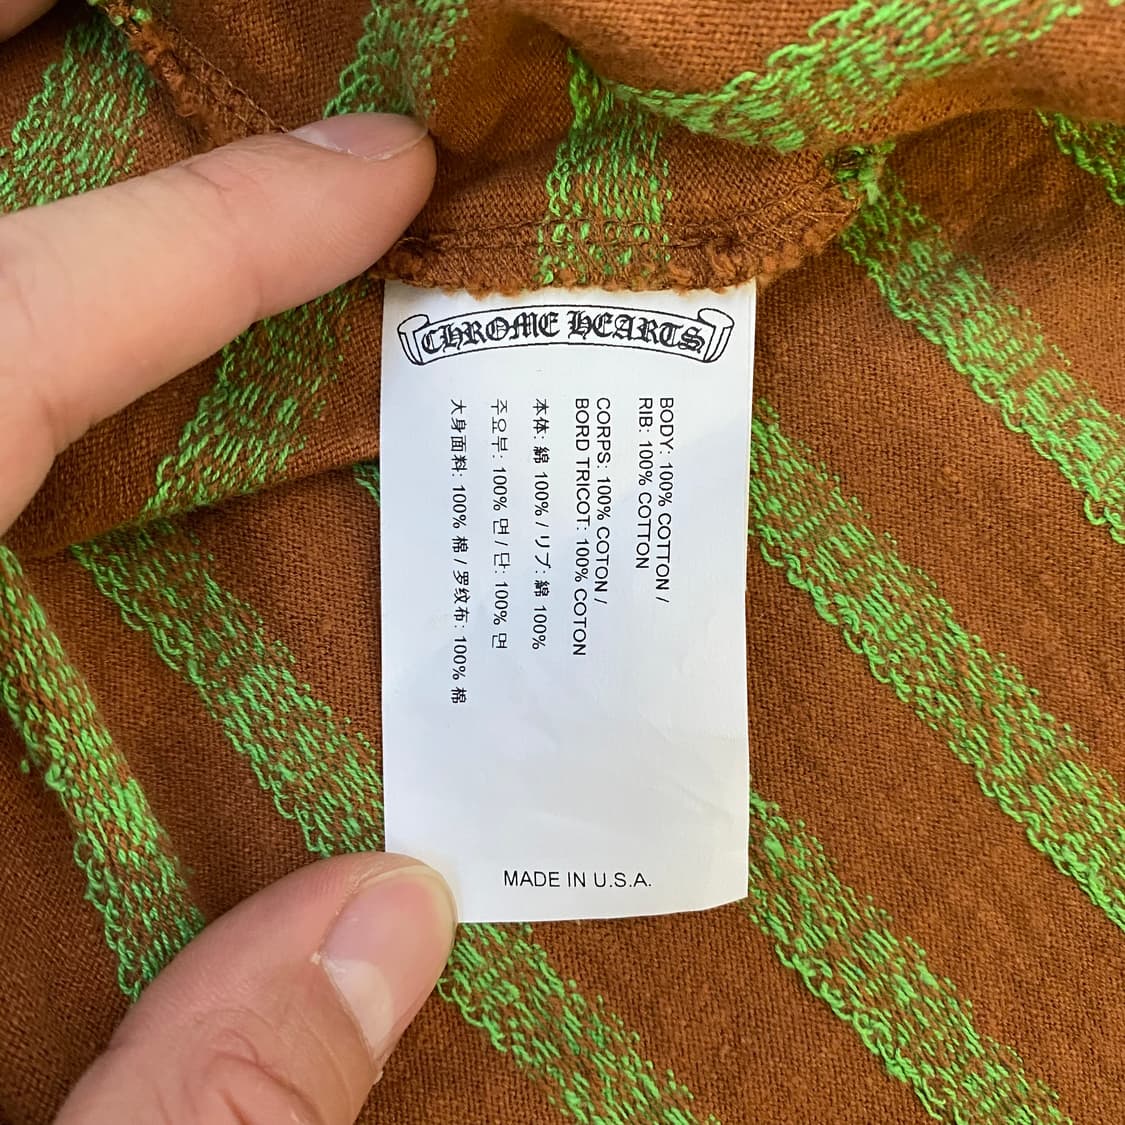 CHROME HEARTS
BODY: 100% COTTON /
RIB: 100% COTTON
CORPS: 100% COTON /
BORD TRICOT: 100% COTON
本体: 綿 100% / リブ: 綿 100%
주요부: 100% 면 / 단: 100% 면
大身面料: 100% 棉 / 罗纹布: 100% 棉
MADE IN U.S.A.